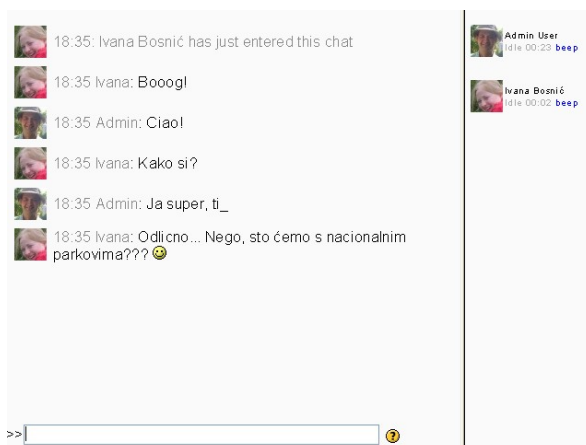 18:35: Ivana Bosnić has just entered this chat
18:35 Ivana: Booog!
18:35 Admin: Ciao!
18:35 Ivana: Kako si?
18:35 Admin: Ja super, ti_
18:35 Ivana: Odlicno... Nego, sto ćemo s nacionalnim
parkovima???
>>
?
Admin User
Idle 00:23 beep
Ivana Bosnić
Idle 00:02 beep